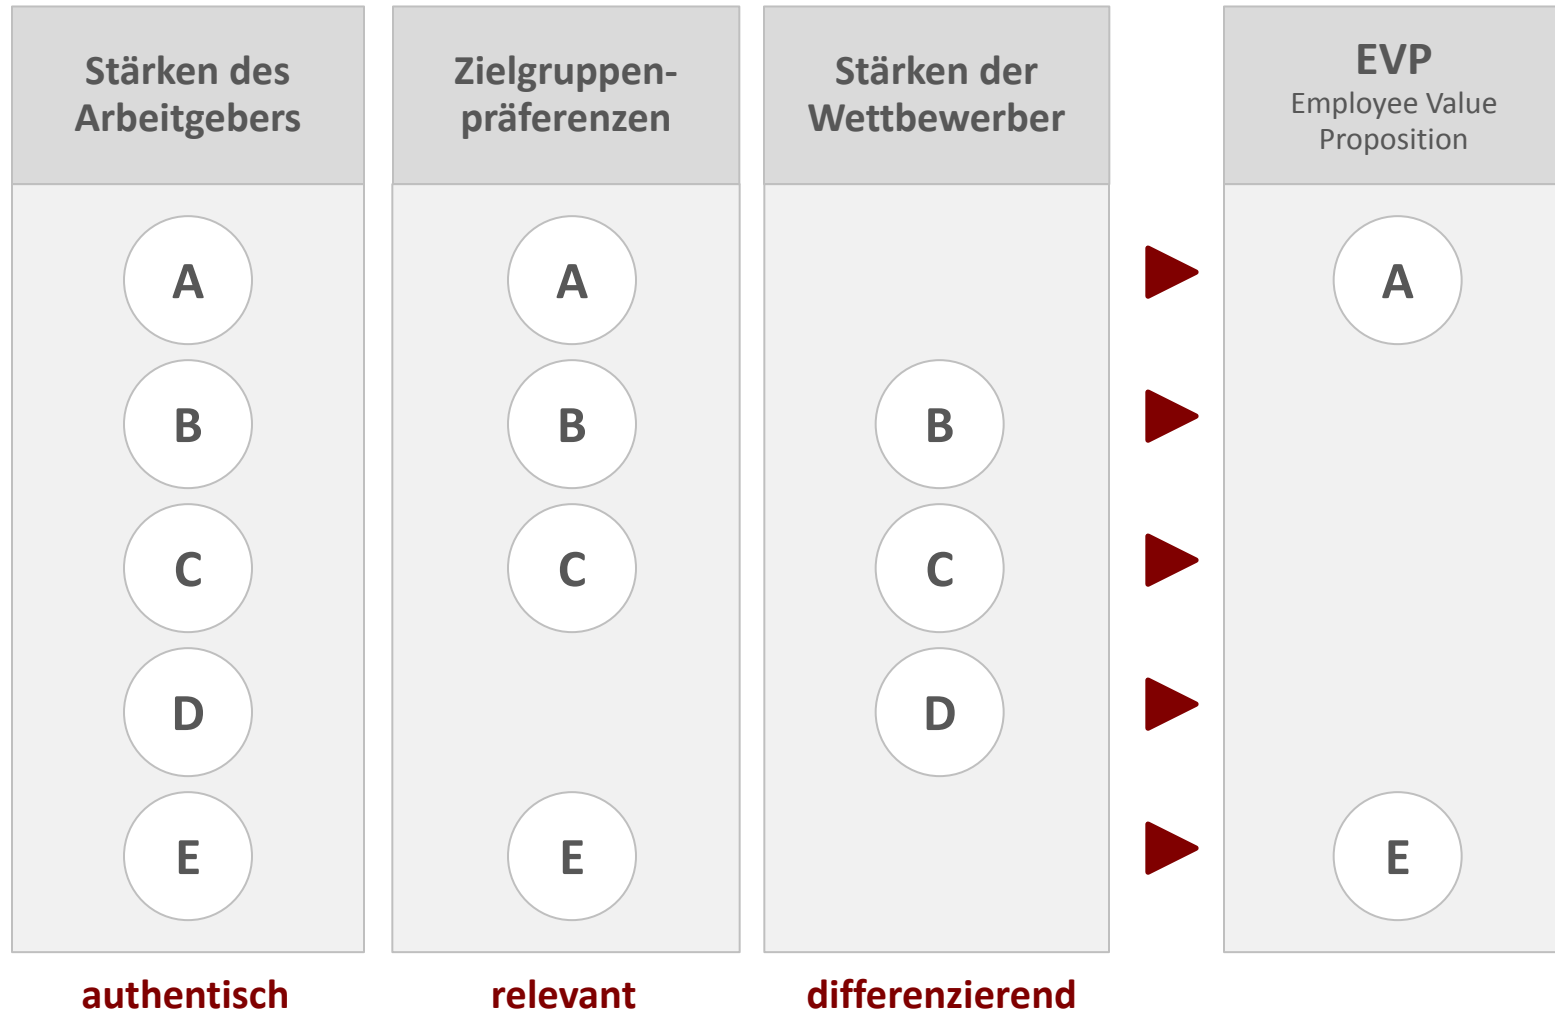 Stärken des
Arbeitgebers
Zielgruppen-
präferenzen
Stärken der
Wettbewerber
EVP
Employee Value
Proposition
A
A
A
B
B
B
C
C
C
D
D
E
E
E
authentisch
relevant
differenzierend